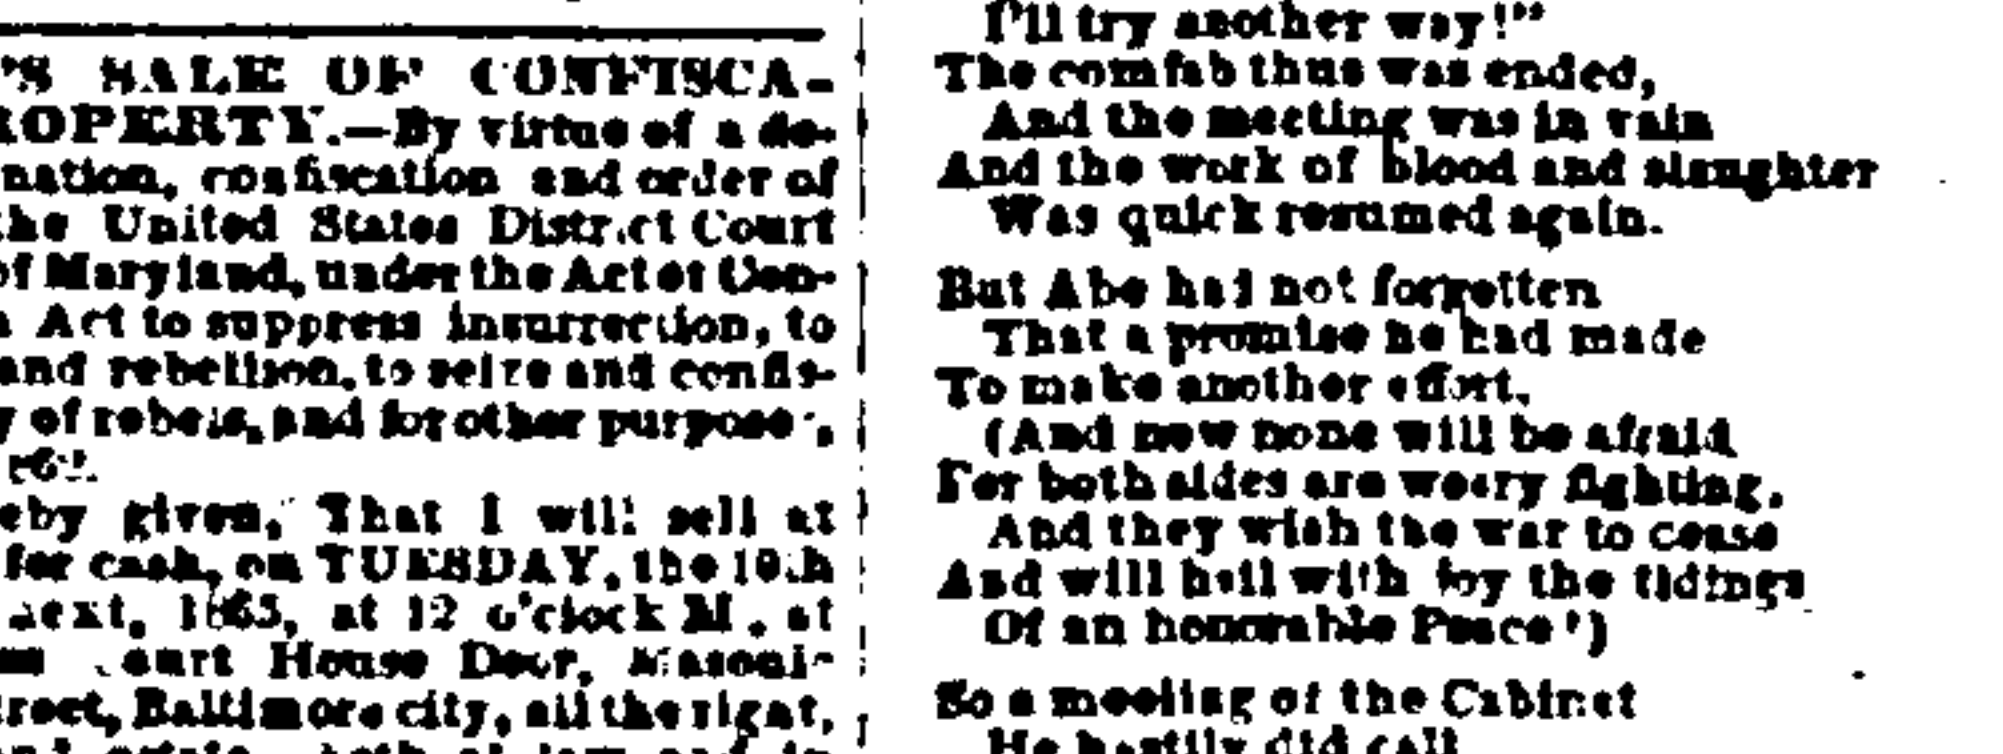 'S SALE OF CONFISCA-
ROPERTY.—By virtue of a de-
nation, confiscation and order of
the United States District Court
of Maryland, under the Act of Con-
Act to suppress insurrection, to
and rebellion, to seize and confis-
y of rebels, and for other purposes,
eby given, That I will sell at
for cash, on TUESDAY, the 10th
next, 1865, at 12 o'clock M., at
Court House Door, Masoni-
treet, Baltimore city, all the right,
I'll try another way!"
The comfab thus was ended,
And the meeting was in vain
And the work of blood and slaughter
Was quick resumed again.
But Abe had not forgotten
That a promise he had made
To make another effort,
(And now none will be afraid
For both sides are weary fighting,
And they wish the war to cease
And will hail with joy the tidings
Of an honorable Peace!)
So a meeting of the Cabinet
He hastily did call